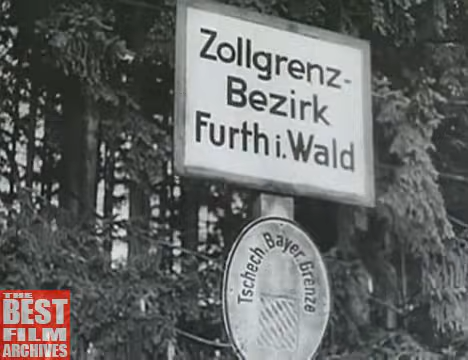 Zollgrenz-
Bezirk
Furth i. Wald
Tschech. Bayer. Grenze
THE
BEST
FILM
ARCHIVES